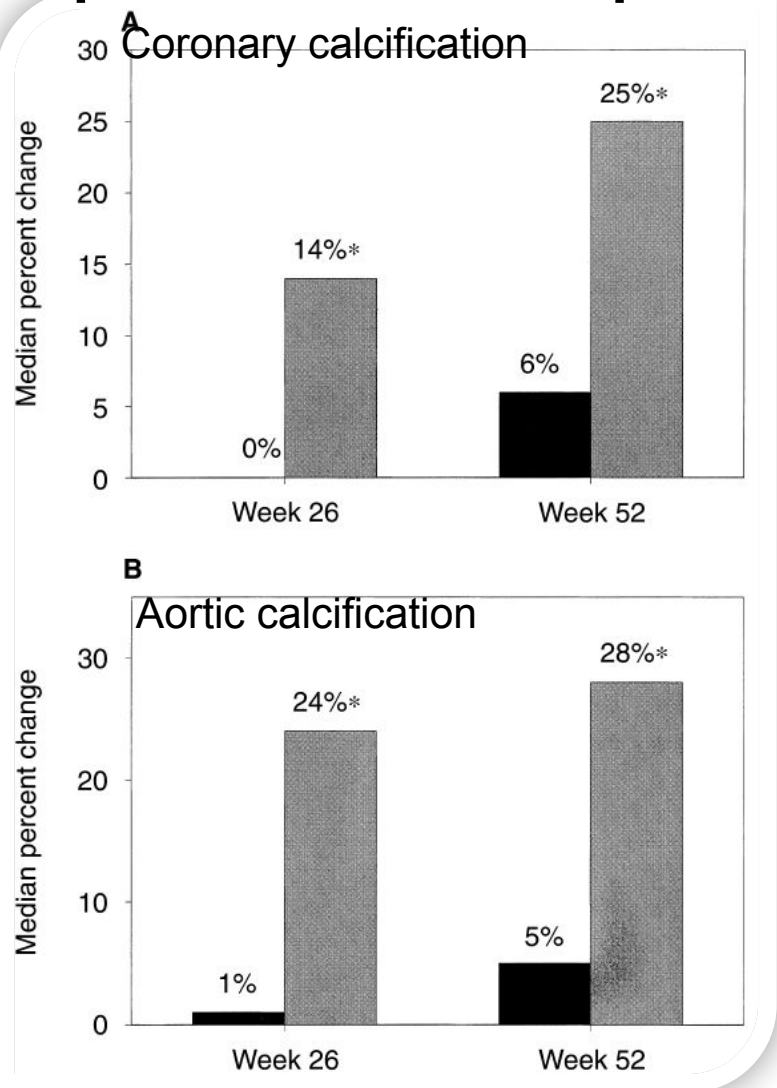 A
Coronary calcification
Median percent change
30
25
20
15
10
5
0
25%*
14%*
6%
0%
Week 26
Week 52
B
Aortic calcification
Median percent change
30
20
10
0
28%*
24%*
5%
1%
Week 26
Week 52